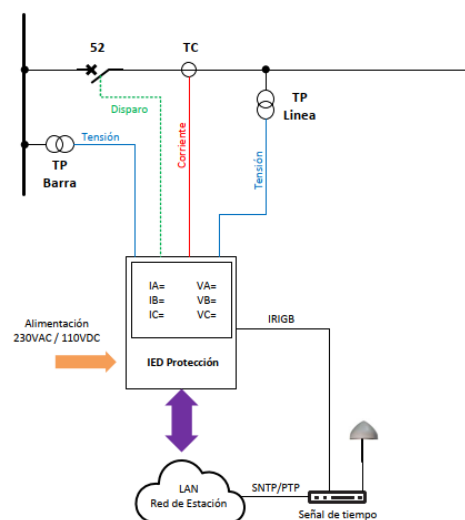 52
TC
Disparo
Corriente
TP
Linea
Tensión
TP
Barra
Tensión
IA=
VA=
IB=
VB=
IC=
VC=
IED Protección
Alimentación
230VAC / 110VDC
IRIGB
LAN
Red de Estación
SNTP/PTP
Señal de tiempo